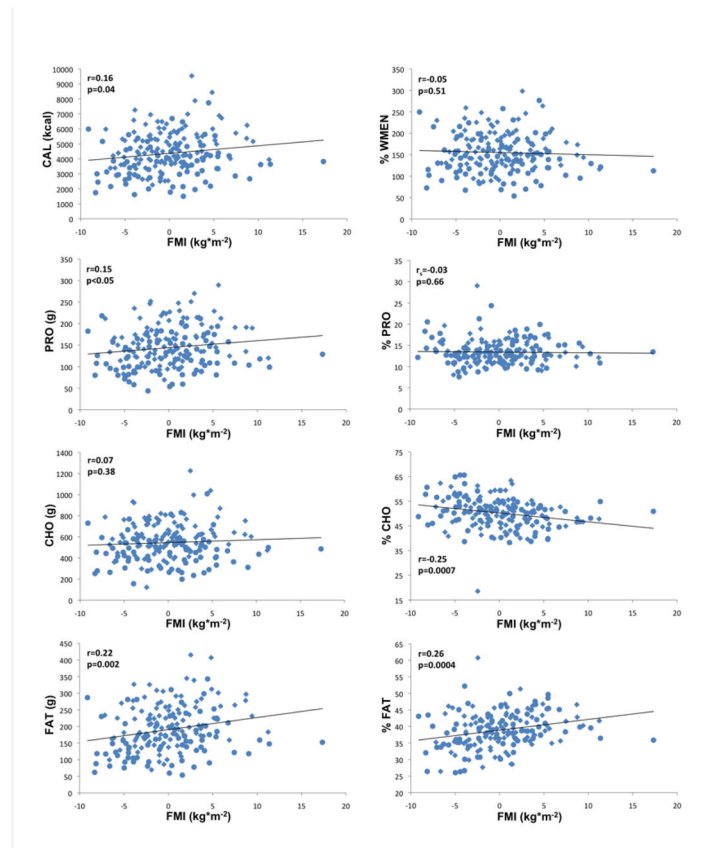 r=0.16
p=0.04
CAL (kcal)
10000
9000
8000
7000
6000
5000
4000
3000
2000
1000
0
-10 -5 0 5 10 15 20
FMI (kg*m⁻²)
r=-0.05
p=0.51
% WMEN
350
300
250
200
150
100
50
0
-10 -5 0 5 10 15 20
FMI (kg*m⁻²)
r=0.15
p<0.05
PRO (g)
350
300
250
200
150
100
50
0
-10 -5 0 5 10 15 20
FMI (kg*m⁻²)
rₛ=-0.03
p=0.66
% PRO
35
30
25
20
15
10
5
0
-10 -5 0 5 10 15 20
FMI (kg*m⁻²)
r=0.07
p=0.38
CHO (g)
1400
1200
1000
800
600
400
200
0
-10 -5 0 5 10 15 20
FMI (kg*m⁻²)
% CHO
75
65
55
45
35
25
15
r=-0.25
p=0.0007
-10 -5 0 5 10 15 20
FMI (kg*m⁻²)
r=0.22
p=0.002
FAT (g)
450
400
350
300
250
200
150
100
50
0
-10 -5 0 5 10 15 20
FMI (kg*m⁻²)
r=0.26
p=0.0004
% FAT
65
60
55
50
45
40
35
30
25
20
-10 -5 0 5 10 15 20
FMI (kg*m⁻²)